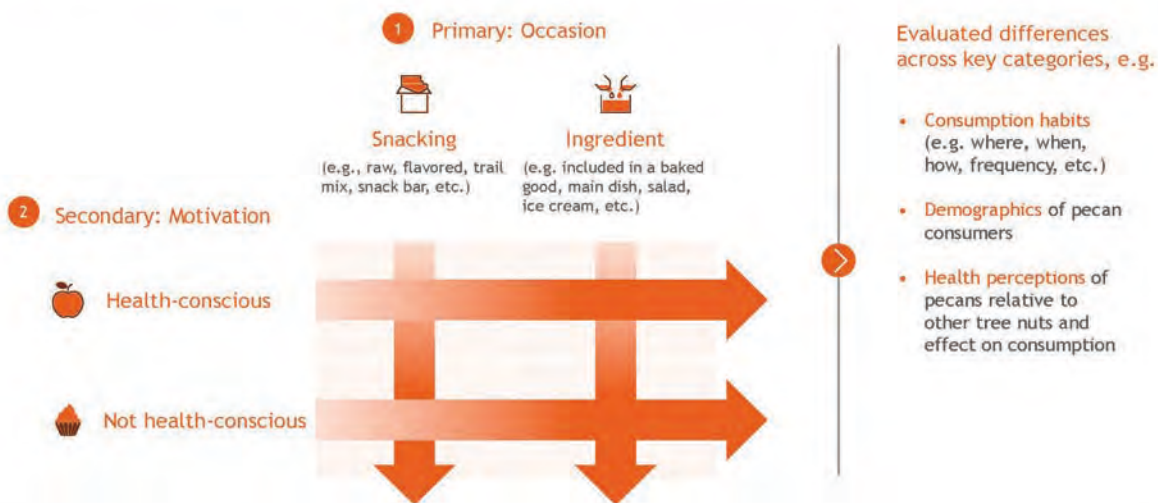 1 Primary: Occasion
Snacking
(e.g., raw, flavored, trail
mix, snack bar, etc.)
Ingredient
(e.g. included in a baked
good, main dish, salad,
ice cream, etc.)
2 Secondary: Motivation
Health-conscious
Not health-conscious
Evaluated differences
across key categories, e.g.
• Consumption habits
(e.g. where, when,
how, frequency, etc.)
• Demographics of pecan
consumers
• Health perceptions of
pecans relative to
other tree nuts and
effect on consumption